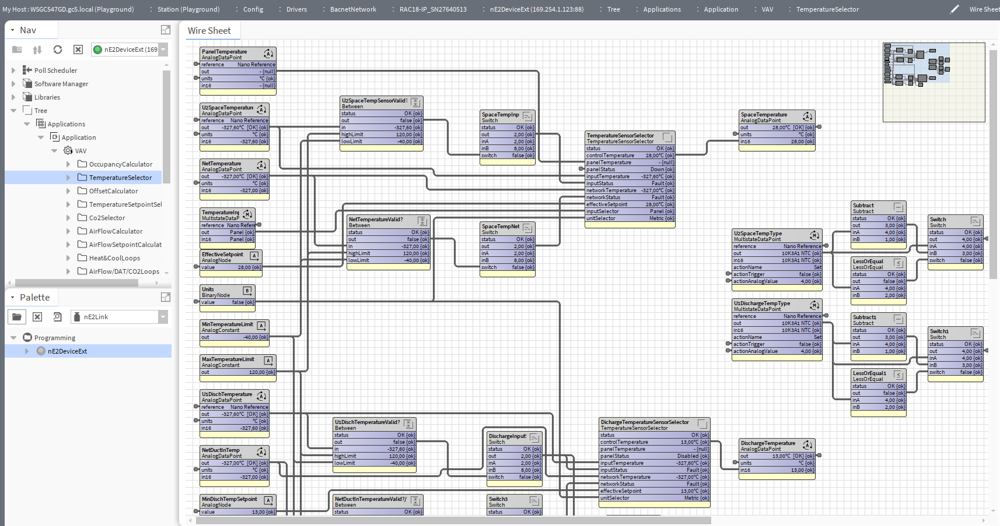 My Host : WSGC547GD.gc5.local (Playground) : Station (Playground) : Config : Drivers : BacnetNetwork : RAC18-IP_SN27640513 : nE2DeviceExt (169.254.1.123:88) : Tree : Applications : Application : VAV : TemperatureSelector Wire Sheet
Nav
nE2DeviceExt (169
Poll Scheduler
Software Manager
Libraries
Tree
Applications
Application
VAV
OccupancyCalculator
TemperatureSelector
OffsetCalculator
TemperatureSetpointSel
Co2Selector
AirFlowCalculator
AirFlowSetpointCalculat
Heat&CoolLoops
AirFlow/DAT/CO2Loops
Palette
nE2Link
Programming
nE2DeviceExt
Wire Sheet
PanelTemperature
AnalogDataPoint
reference Nano Reference
out - {null}
units °C {ok}
in16 - {null}
U2SpaceTemperature
AnalogDataPoint
reference Nano Reference
out -327,60°C [OK] {ok}
units °C {ok}
in16 -327,60 {ok}
NetTemperature
AnalogDataPoint
out -327,00°C [OK] {ok}
units °C {ok}
in16 -327,00 {ok}
TemperatureInp
MultistateDataP
reference Nano Refere
out Panel {ok}
in16 Panel {ok}
EffectiveSetpoint
AnalogNode
value 28,00 {ok}
Units
BinaryNode
value false {ok}
MinTemperatureLimit
AnalogConstant
out -40,00 {ok}
MaxTemperatureLimit
AnalogConstant
out 120,00 {ok}
U1DischTemperature
AnalogDataPoint
reference Nano Reference
out -327,60°C [OK] {ok}
units °C {ok}
in16 -327,60 {ok}
NetDuctInTemp
AnalogDataPoint
out -327,00°C [OK] {ok}
units °C {ok}
in16 -327,00 {ok}
MinDischTempSetpoint
AnalogNode
value 13,00 {ok}
U2SpaceTempSensorValid?
Between
status OK {ok}
out false {ok}
in -327,60 {ok}
highLimit 120,00 {ok}
lowLimit -40,00 {ok}
NetTemperatureValid?
Between
status OK {ok}
out false {ok}
in -327,00 {ok}
highLimit 120,00 {ok}
lowLimit -40,00 {ok}
U1DischTemperatureValid?
Between
status OK {ok}
out false {ok}
in -327,60 {ok}
highLimit 120,00 {ok}
lowLimit -40,00 {ok}
NetDuctInTemperatureValid?/
Between
status OK {ok}
SpaceTempInp
Switch
status OK {ok}
out 2,00 {ok}
inA 2,00 {ok}
inB 8,00 {ok}
switch false {ok}
SpaceTempNet
Switch
status OK {ok}
out 2,00 {ok}
inA 2,00 {ok}
inB 8,00 {ok}
switch false {ok}
DischargeInputS
Switch
status OK {ok}
out 2,00 {ok}
inA 2,00 {ok}
inB 8,00 {ok}
switch false {ok}
Switch3
Switch
status OK {ok}
TemperatureSensorSelector
TemperatureSensorSelector
status OK {ok}
controlTemperature 28,00°C {ok}
panelTemperature - {null}
panelStatus Down {ok}
inputTemperature -327,60°C {ok}
inputStatus Fault {ok}
networkTemperature -327,00°C {ok}
networkStatus Fault {ok}
effectiveSetpoint 28,00°C {ok}
inputSelector Panel {ok}
unitSelector Metric {ok}
DichargeTemperatureSensorSelector
TemperatureSensorSelector
status OK {ok}
controlTemperature 13,00°C {ok}
panelTemperature - {null}
panelStatus Disabled {ok}
inputTemperature -327,60°C {ok}
inputStatus Fault {ok}
networkTemperature -327,00°C {ok}
networkStatus Fault {ok}
effectiveSetpoint 13,00°C {ok}
unitSelector Metric {ok}
SpaceTemperature
AnalogDataPoint
out 28,00°C [OK] {ok}
units °C {ok}
in16 28,00 {ok}
U2SpaceTempType
MultistateDataPoint
reference Nano Reference
out 10K3A1 NTC {ok}
in16 10K3A1 NTC {ok}
actionName Set
actionTrigger false {ok}
actionAnalogValue 4,00 {ok}
U1DischargeTempType
MultistateDataPoint
reference Nano Reference
out 10K3A1 NTC {ok}
in16 10K3A1 NTC {ok}
actionName Set
actionTrigger false {ok}
actionAnalogValue 4,00 {ok}
DischargeTemperature
AnalogDataPoint
out 13,00°C [OK] {ok}
units °C {ok}
in16 13,00 {ok}
Subtract
Subtract
status OK {ok}
out 3,00 {ok}
inA 4,00 {ok}
inB 1,00 {ok}
LessOrEqual
LessOrEqual
status OK {ok}
out false {ok}
inA 4,00 {ok}
inB 2,00 {ok}
Subtract1
Subtract
status OK {ok}
out 3,00 {ok}
inA 4,00 {ok}
inB 1,00 {ok}
LessOrEqual1
LessOrEqual
status OK {ok}
out false {ok}
inA 4,00 {ok}
inB 2,00 {ok}
Switch
Switch
status OK {ok}
out 4,00 {ok}
inA 4,00 {ok}
inB 3,00 {ok}
switch false {ok}
Switch1
Switch
status OK {ok}
out 4,00 {ok}
inA 4,00 {ok}
inB 3,00 {ok}
switch false {ok}